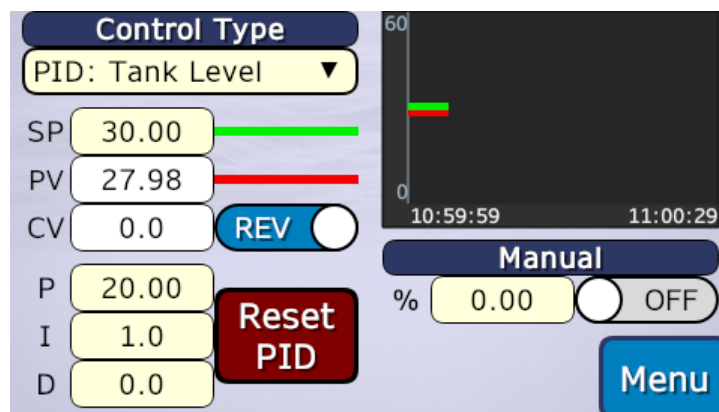 Control Type
PID: Tank Level ▼
SP 30.00
PV 27.98
CV 0.0 REV
P 20.00
I 1.0
D 0.0
Reset
PID
60
0
10:59:59 11:00:29
Manual
% 0.00 OFF
Menu